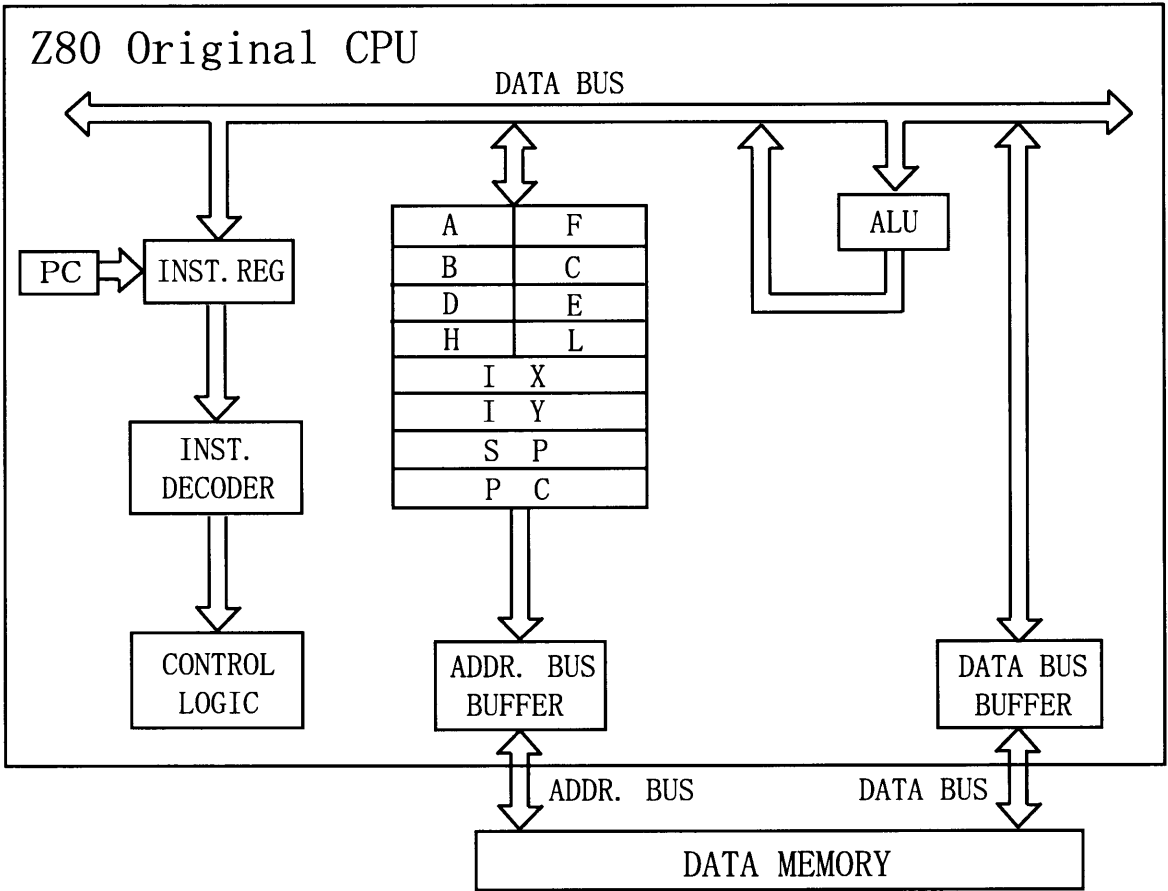 Z80 Original CPU
DATA BUS
A F
B C
D E
H L
I X
I Y
S P
P C
ALU
PC
INST. REG
INST.
DECODER
CONTROL
LOGIC
ADDR. BUS
BUFFER
DATA BUS
BUFFER
ADDR. BUS
DATA BUS
DATA MEMORY